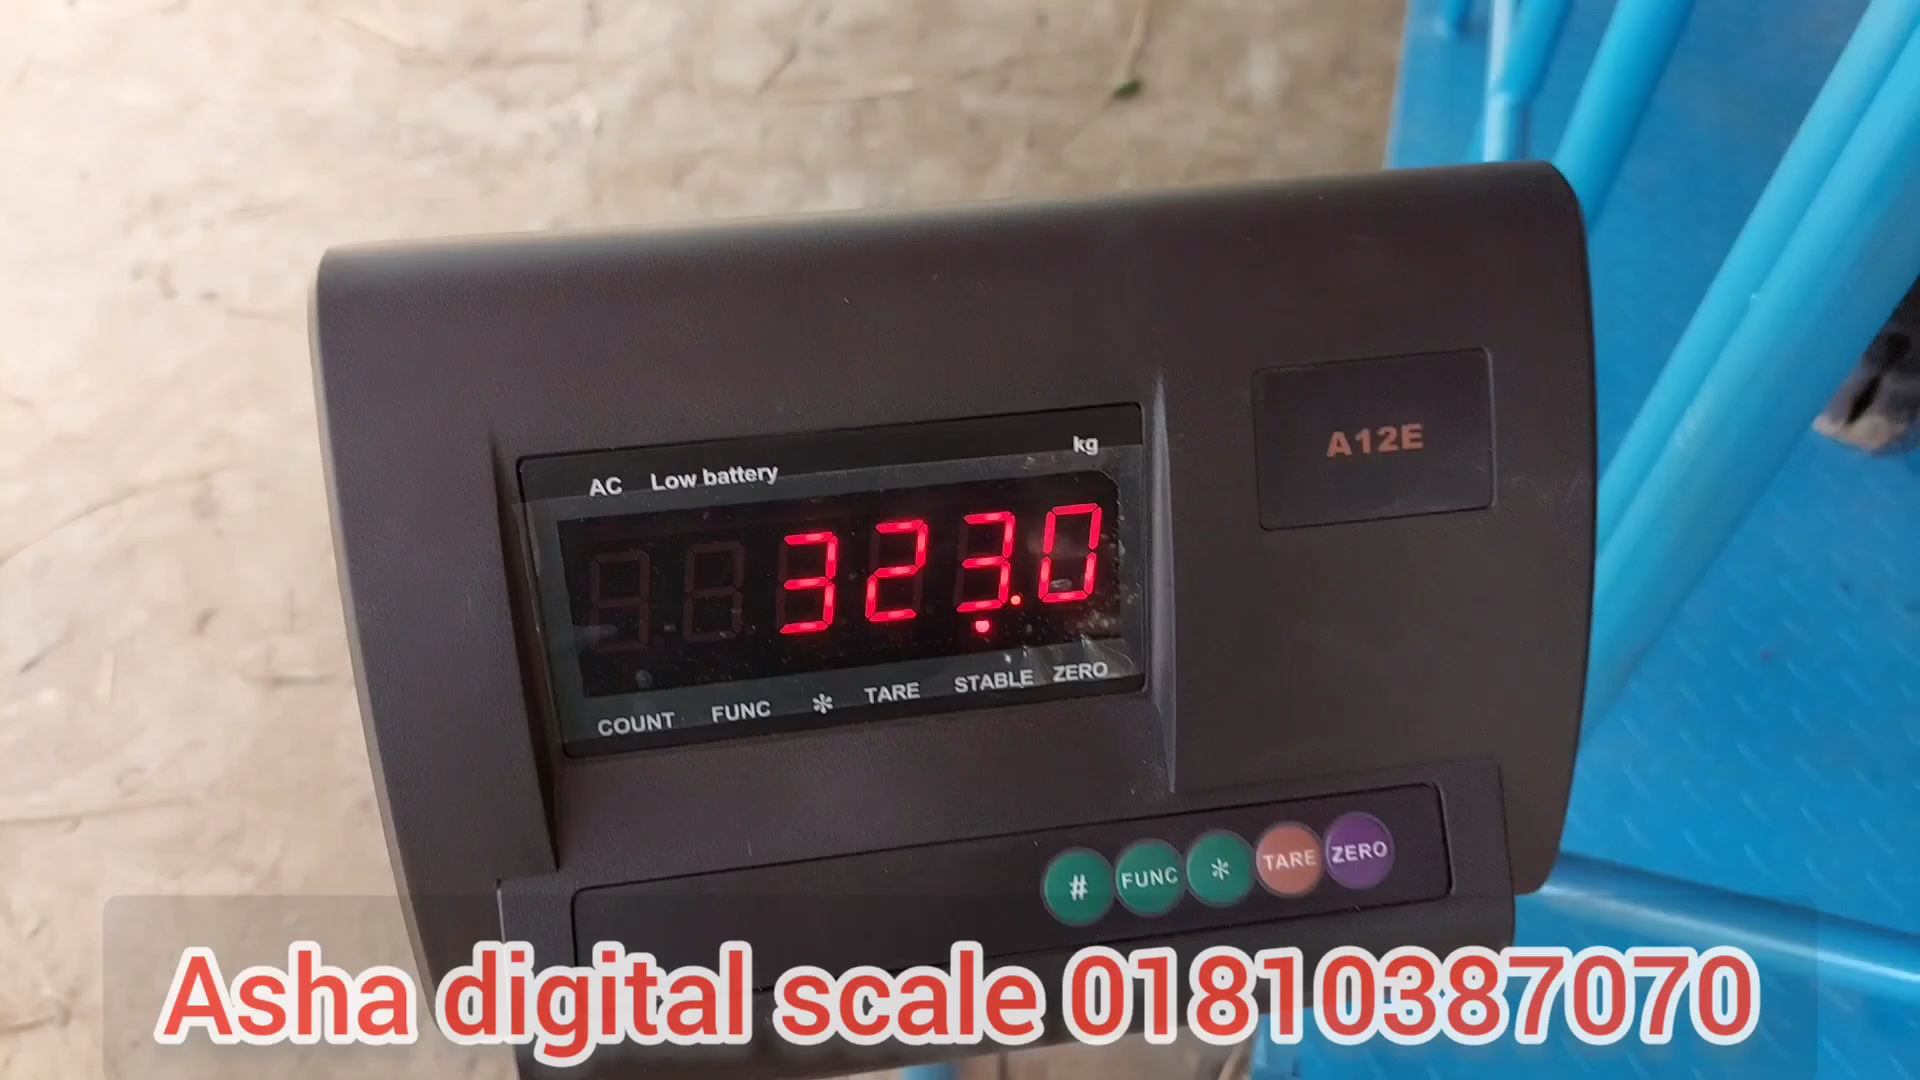 kg
AC Low battery
A12E
323.0
COUNT FUNC * TARE STABLE ZERO
# FUNC * TARE ZERO
Asha digital scale 01810387070